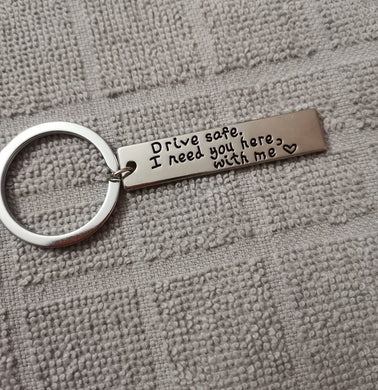 Drive safe.
I need you here,
with me ♡